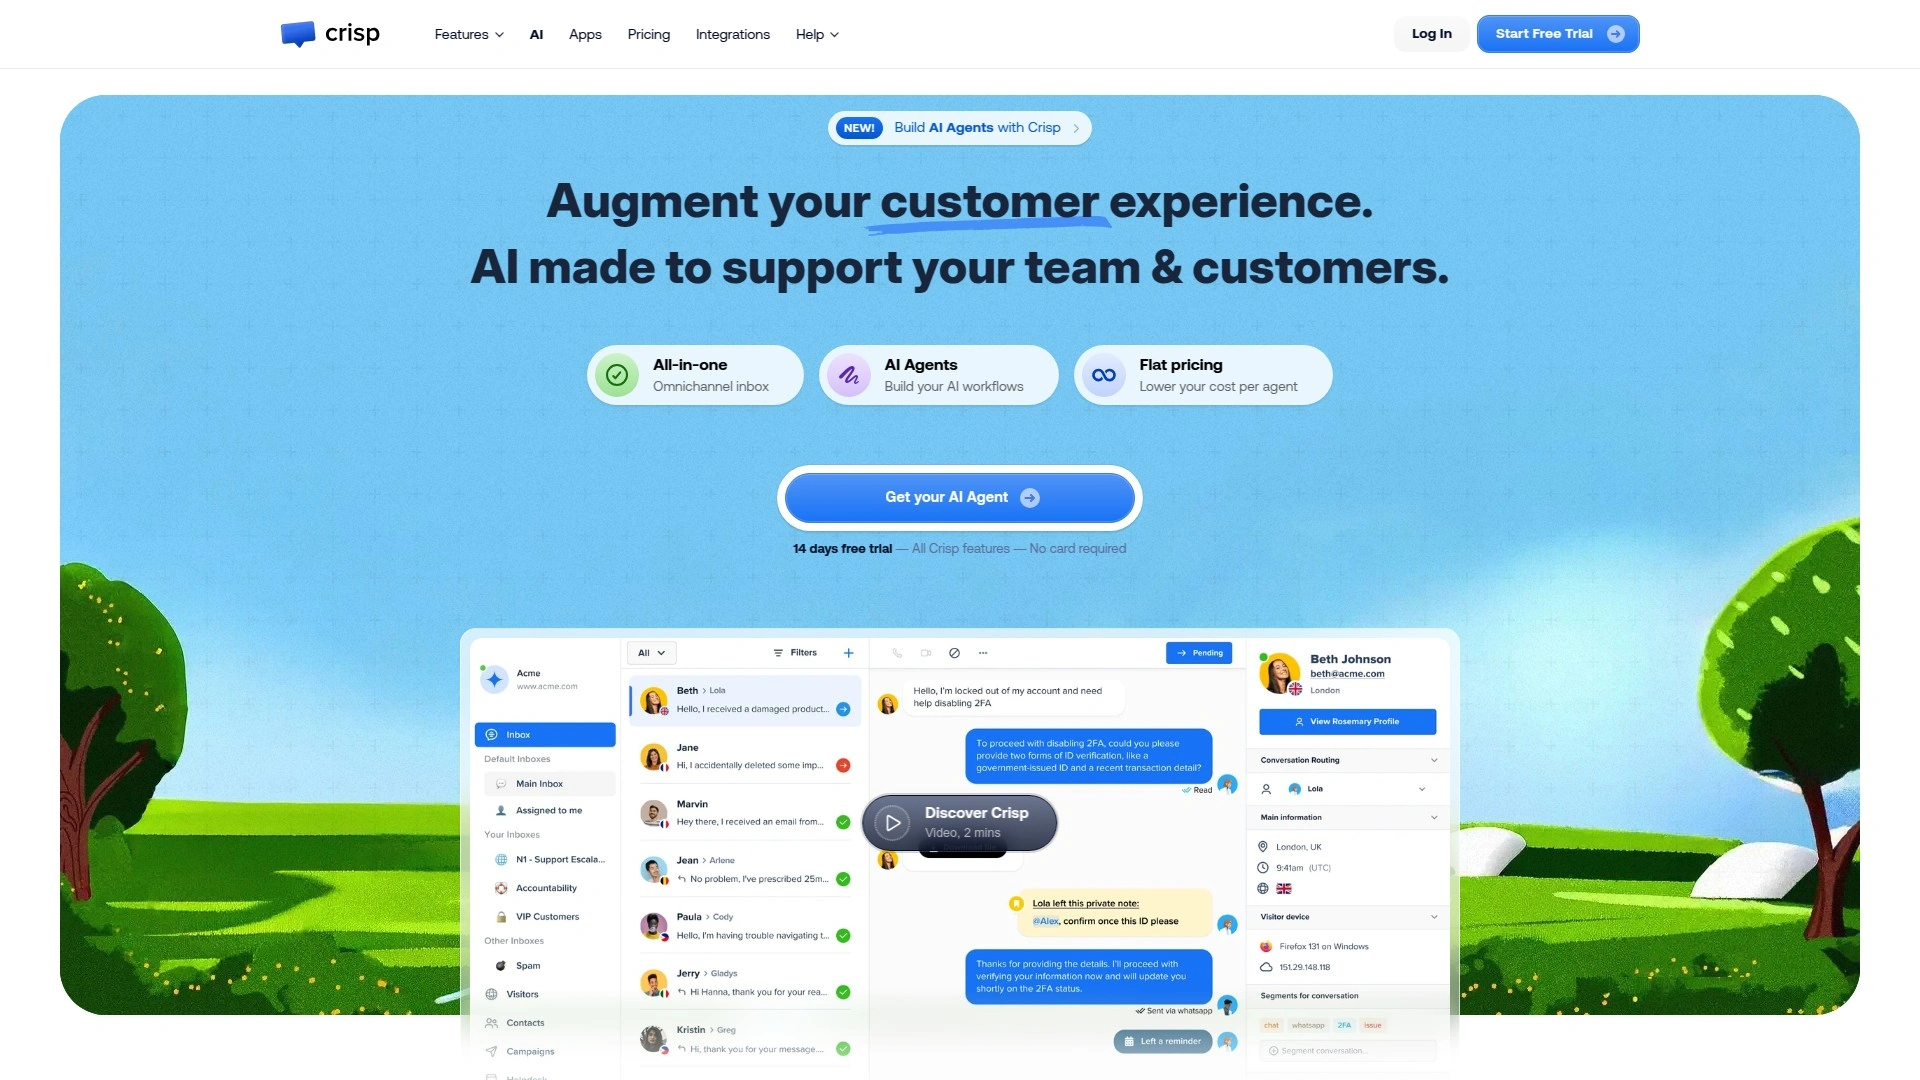 crisp
Features
AI
Apps
Pricing
Integrations
Help
Log In
Start Free Trial
NEW! Build AI Agents with Crisp
Augment your customer experience.
AI made to support your team & customers.
All-in-one
Omnichannel inbox
AI Agents
Build your AI workflows
Flat pricing
Lower your cost per agent
Get your AI Agent
14 days free trial — All Crisp features — No card required
Acme
www.acme.com
Inbox
Default Inboxes
Main Inbox
Assigned to me
Your Inboxes
N1 - Support Escala...
Accountability
VIP Customers
Other Inboxes
Spam
Visitors
Contacts
Campaigns
Helpdesk
All
Filters
Beth > Lola
Hello, I received a damaged product...
Jane
Hi, I accidentally deleted some imp...
Marvin
Hey there, I received an email from...
Jean > Arlene
No problem, I've prescribed 25m...
Paula > Cody
Hello, I'm having trouble navigating t...
Jerry > Gladys
Hi Hanna, thank you for your rea...
Kristin > Greg
Hi, thank you for your message....
Pending
Hello, I'm locked out of my account and need
help disabling 2FA
To proceed with disabling 2FA, could you please
provide two forms of ID verification, like a
government-issued ID and a recent transaction detail?
Read
Discover Crisp
Video, 2 mins
Lola left this private note:
@Alex, confirm once this ID please
Thanks for providing the details. I'll proceed with
verifying your information now and will update you
shortly on the 2FA status.
Sent via whatsapp
Left a reminder
Beth Johnson
beth@acme.com
London
View Rosemary Profile
Conversation Routing
Lola
Main information
London, UK
9:41am (UTC)
Visitor device
Firefox 131 on Windows
151.29.148.118
Segments for conversation
chat whatsapp 2FA issue
Segment conversation...